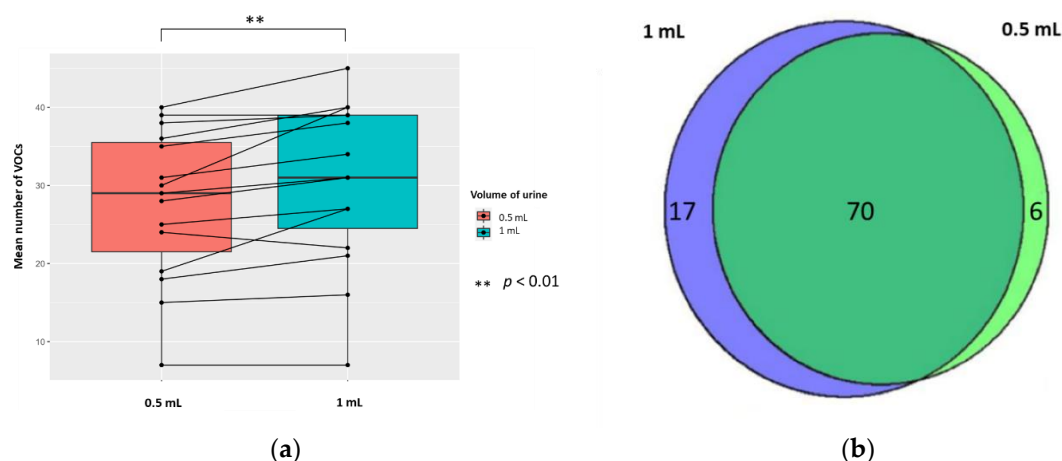 **
Mean number of VOCs
40
30
20
10
0.5 mL
1 mL
Volume of urine
0.5 mL
1 mL
** p < 0.01
(a)
1 mL
0.5 mL
17
70
6
(b)